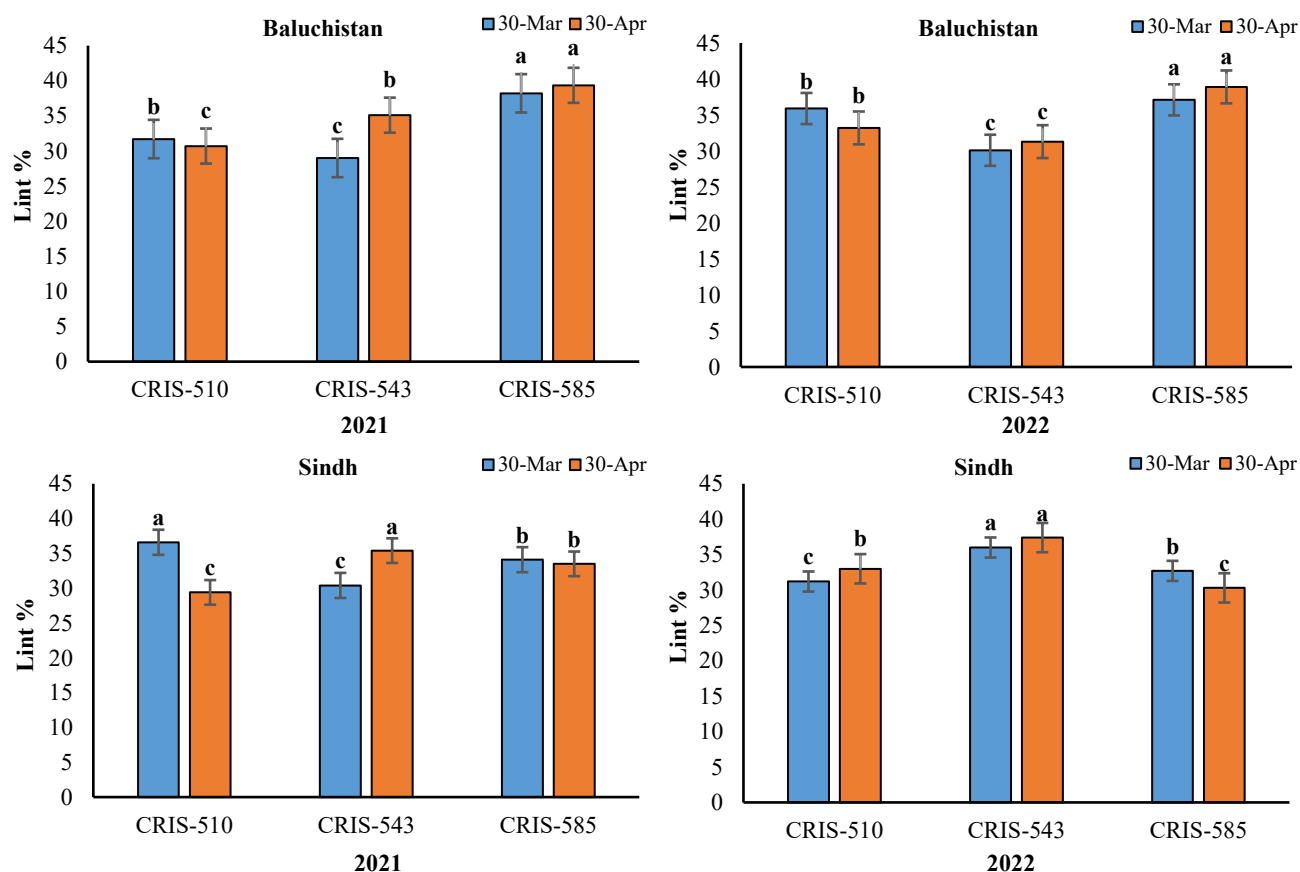 Baluchistan
30-Mar 30-Apr
Lint %
45
40
35
30
25
20
15
10
5
0
b c c b a a
CRIS-510 CRIS-543 CRIS-585
2021
Baluchistan
30-Mar 30-Apr
Lint %
45
40
35
30
25
20
15
10
5
0
b b c c a a
CRIS-510 CRIS-543 CRIS-585
2022
Sindh
30-Mar 30-Apr
Lint %
45
40
35
30
25
20
15
10
5
0
a c c a b b
CRIS-510 CRIS-543 CRIS-585
2021
Sindh
30-Mar 30-Apr
Lint %
45
40
35
30
25
20
15
10
5
0
c b a a b c
CRIS-510 CRIS-543 CRIS-585
2022